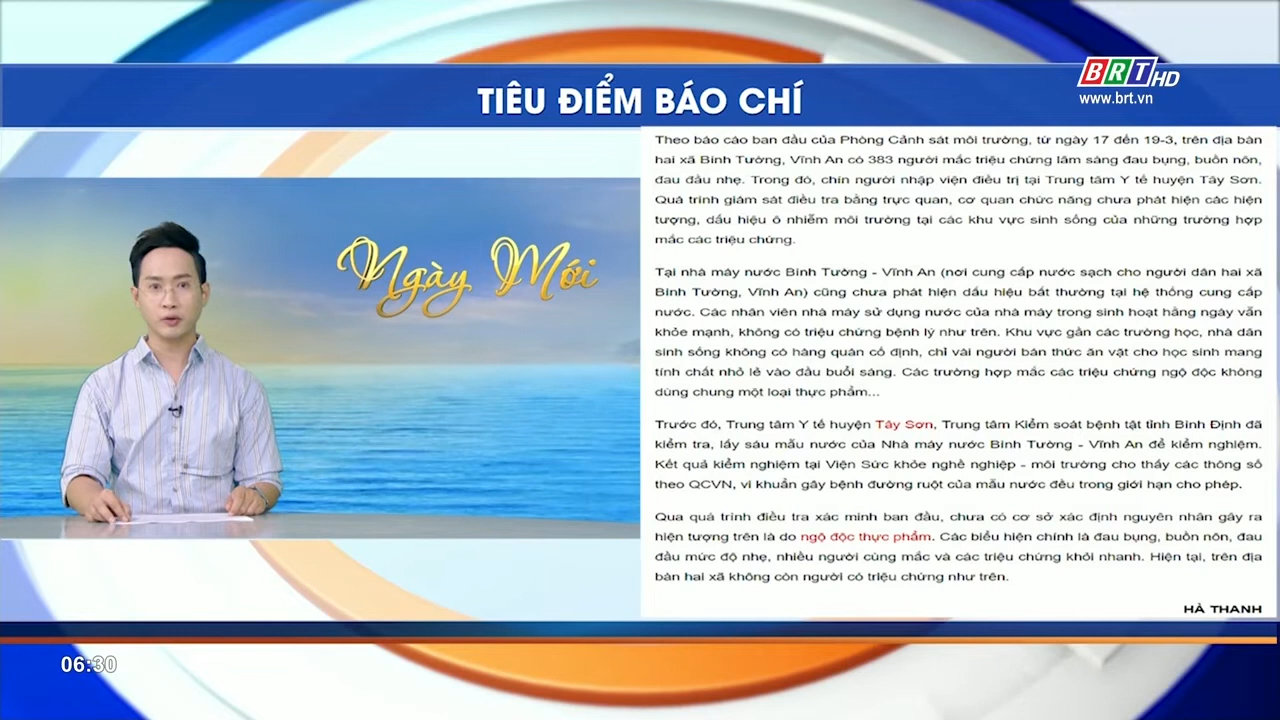 TIÊU ĐIỂM BÁO CHÍ
BRT HD
www.brt.vn
Ngày Mới
Theo báo cáo ban đầu của Phòng Cảnh sát môi trường, từ ngày 17 đến 19-3, trên địa bàn
hai xã Bình Tường, Vĩnh An có 383 người mắc triệu chứng lâm sàng đau bụng, buồn nôn,
đau đầu nhẹ. Trong đó, chín người nhập viện điều trị tại Trung tâm Y tế huyện Tây Sơn.
Quá trình giám sát điều tra bằng trực quan, cơ quan chức năng chưa phát hiện các hiện
tượng, dấu hiệu ô nhiễm môi trường tại các khu vực sinh sống của những trường hợp
mắc các triệu chứng.
Tại nhà máy nước Bình Tường - Vĩnh An (nơi cung cấp nước sạch cho người dân hai xã
Bình Tường, Vĩnh An) cũng chưa phát hiện dấu hiệu bất thường tại hệ thống cung cấp
nước. Các nhân viên nhà máy sử dụng nước của nhà máy trong sinh hoạt hằng ngày vẫn
khỏe mạnh, không có triệu chứng bệnh lý như trên. Khu vực gần các trường học, nhà dân
sinh sống không có hàng quán cố định, chỉ vài người bán thức ăn vặt cho học sinh mang
tính chất nhỏ lẻ vào đầu buổi sáng. Các trường hợp mắc các triệu chứng ngộ độc không
dùng chung một loại thực phẩm...
Trước đó, Trung tâm Y tế huyện Tây Sơn, Trung tâm Kiểm soát bệnh tật tỉnh Bình Định đã
kiểm tra, lấy sáu mẫu nước của Nhà máy nước Bình Tường - Vĩnh An để kiểm nghiệm.
Kết quả kiểm nghiệm tại Viện Sức khỏe nghề nghiệp - môi trường cho thấy các thông số
theo QCVN, vi khuẩn gây bệnh đường ruột của mẫu nước đều trong giới hạn cho phép.
Qua quá trình điều tra xác minh ban đầu, chưa có cơ sở xác định nguyên nhân gây ra
hiện tượng trên là do ngộ độc thực phẩm. Các biểu hiện chính là đau bụng, buồn nôn, đau
đầu mức độ nhẹ, nhiều người cùng mắc và các triệu chứng khỏi nhanh. Hiện tại, trên địa
bàn hai xã không còn người có triệu chứng như trên.
HÀ THANH
06:30